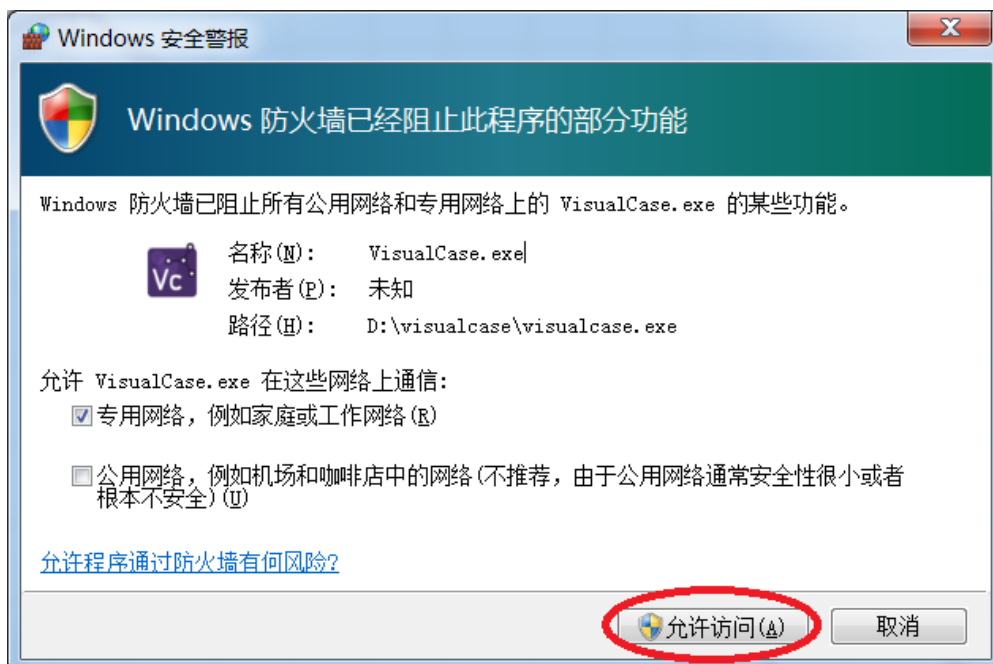 Windows 安全警报
Windows 防火墙已经阻止此程序的部分功能
Windows 防火墙已阻止所有公用网络和专用网络上的 VisualCase.exe 的某些功能。
Vc
名称(N): VisualCase.exe
发布者(P): 未知
路径(H): D:\visualcase\visualcase.exe
允许 VisualCase.exe 在这些网络上通信:
专用网络，例如家庭或工作网络(R)
公用网络，例如机场和咖啡店中的网络(不推荐，由于公用网络通常安全性很小或者
根本不安全)(U)
允许程序通过防火墙有何风险?
允许访问(A) 取消